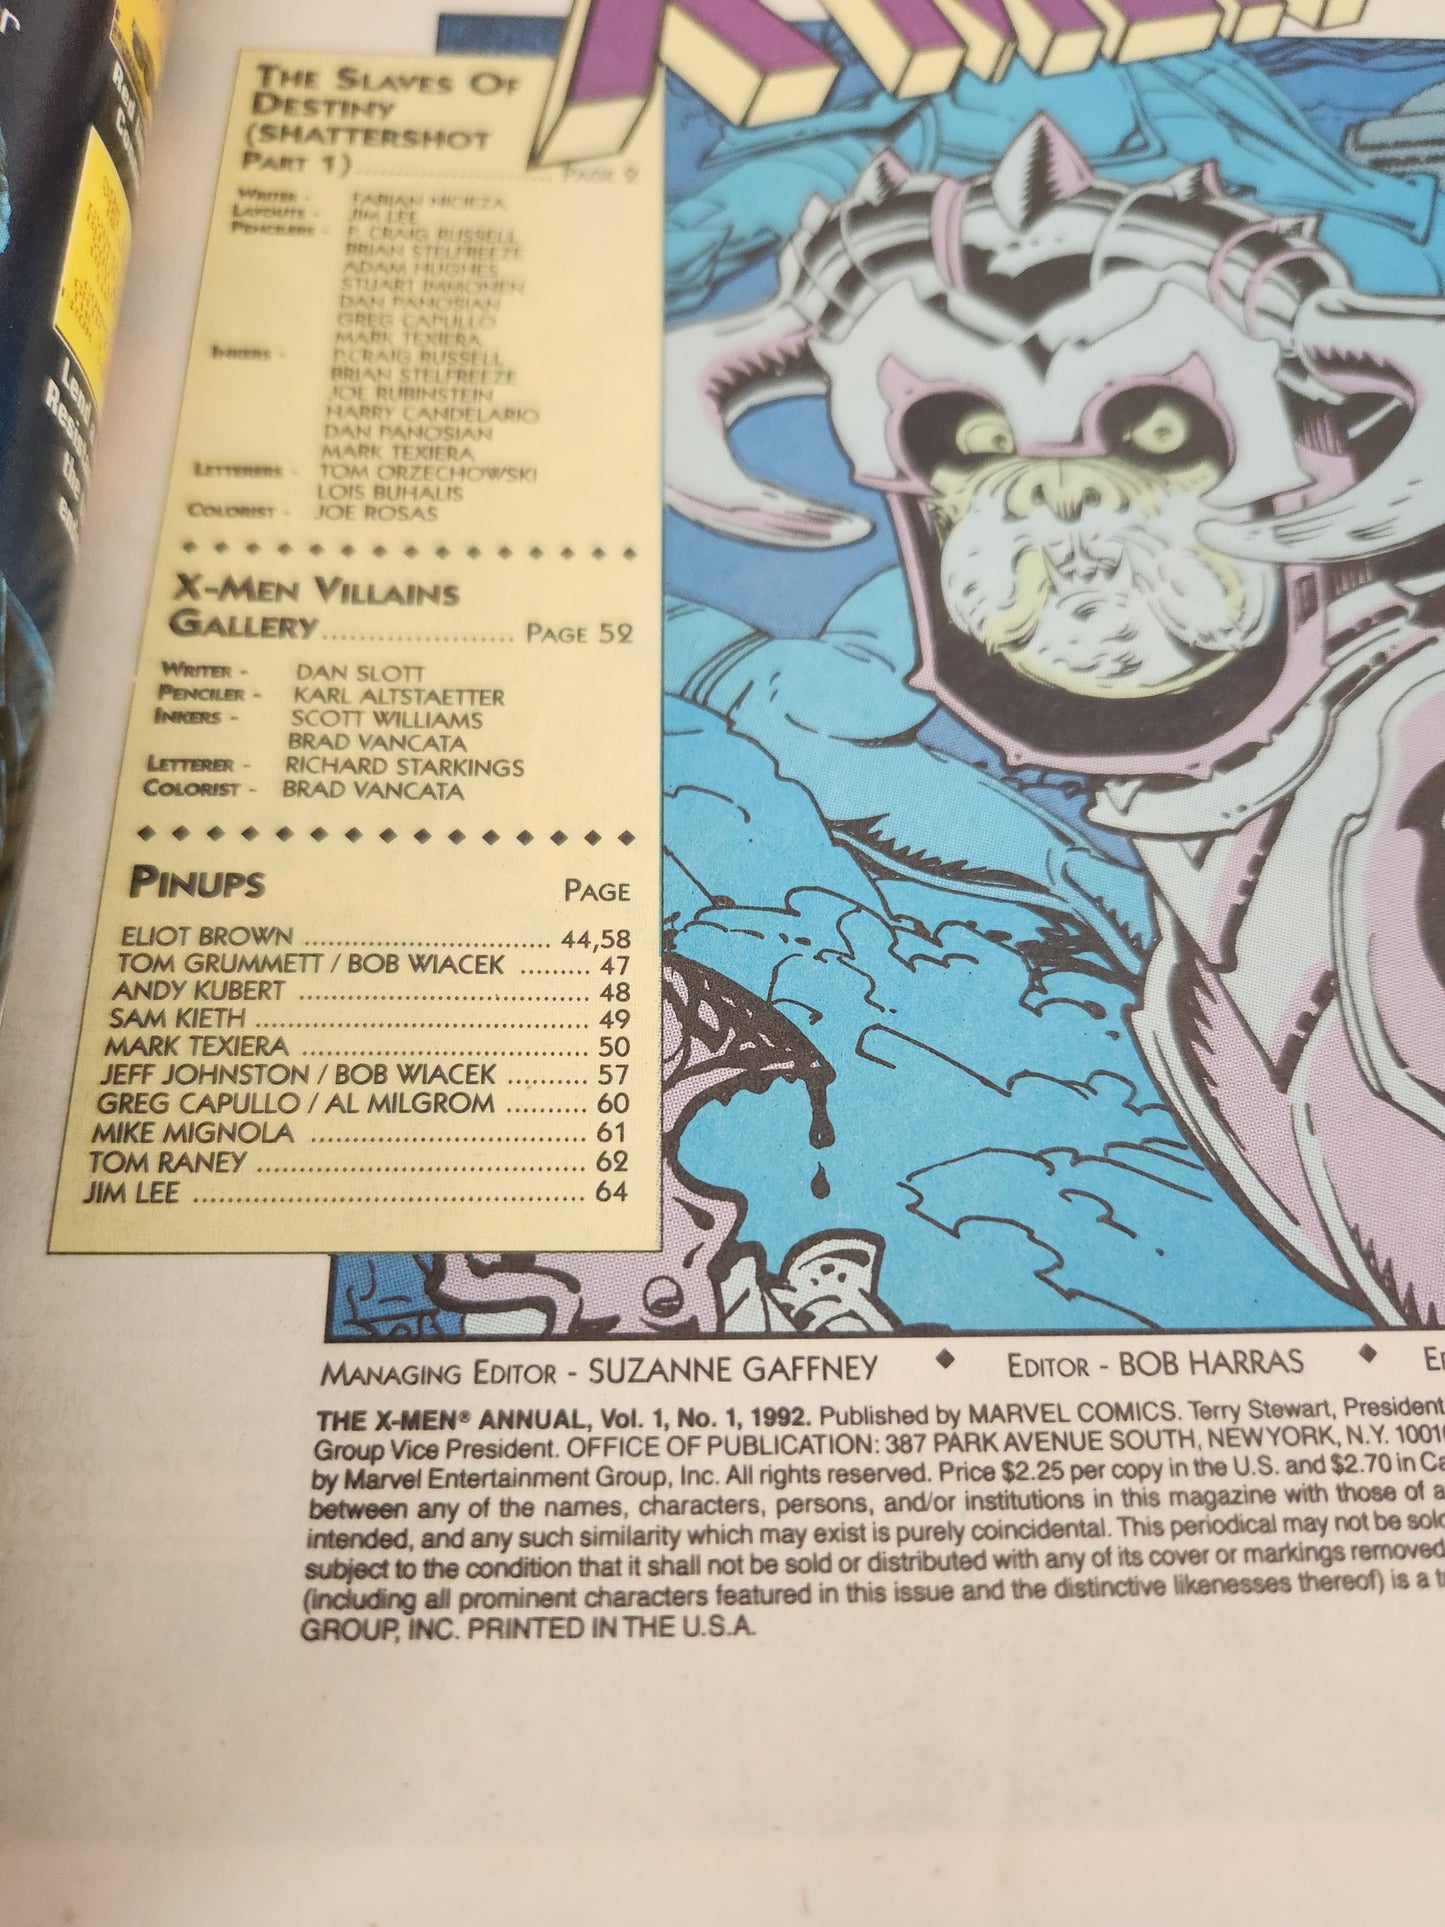 X-MEN
THE SLAVES OF
DESTINY
(SHATTERSHOT
PART 1)........................ PAGE 2
WRITER - FABIAN NICIEZA
LAYOUTS - JIM LEE
PENCILERS - P. CRAIG RUSSELL
BRIAN STELFREEZE
ADAM HUGHES
STUART IMMONEN
DAN PANOSIAN
GREG CAPULLO
MARK TEXIERA
INKERS - P.CRAIG RUSSELL
BRIAN STELFREEZE
JOE RUBINSTEIN
HARRY CANDELARIO
DAN PANOSIAN
MARK TEXIERA
LETTERERS - TOM ORZECHOWSKI
LOIS BUHALIS
COLORIST - JOE ROSAS
X-MEN VILLAINS
GALLERY...................... PAGE 52
WRITER - DAN SLOTT
PENCILER - KARL ALTSTAETTER
INKERS - SCOTT WILLIAMS
BRAD VANCATA
LETTERER - RICHARD STARKINGS
COLORIST - BRAD VANCATA
PINUPS PAGE
ELIOT BROWN ............................. 44,58
TOM GRUMMETT / BOB WIACEK ......... 47
ANDY KUBERT .................................. 48
SAM KIETH ....................................... 49
MARK TEXIERA ................................. 50
JEFF JOHNSTON / BOB WIACEK .......... 57
GREG CAPULLO / AL MILGROM .......... 60
MIKE MIGNOLA ................................ 61
TOM RANEY ...................................... 62
JIM LEE ............................................. 64
MANAGING EDITOR - SUZANNE GAFFNEY ◆ EDITOR - BOB HARRAS ◆
THE X-MEN® ANNUAL, Vol. 1, No. 1, 1992. Published by MARVEL COMICS. Terry Stewart, President
Group Vice President. OFFICE OF PUBLICATION: 387 PARK AVENUE SOUTH, NEW YORK, N.Y.
by Marvel Entertainment Group, Inc. All rights reserved. Price $2.25 per copy in the U.S. and $2.70 in
between any of the names, characters, persons, and/or institutions in this magazine with those of
intended, and any such similarity which may exist is purely coincidental. This periodical may not be
subject to the condition that it shall not be sold or distributed with any of its cover or markings removed
(including all prominent characters featured in this issue and the distinctive likenesses thereof) is a
GROUP, INC. PRINTED IN THE U.S.A.